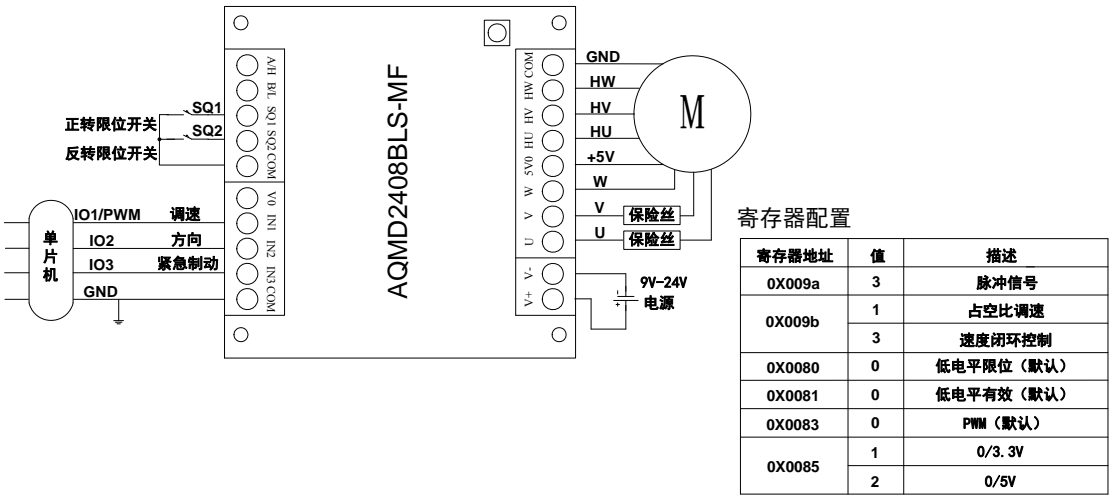 A/H
B/L
SQ1
SQ2
COM
V0
IN1
IN2
IN3
COM
AQMD2408BLS-MF
COM
HW
HV
HU
5V0
W
V
U
V-
V+
正转限位开关
反转限位开关
SQ1
SQ2
单片机
IO1/PWM 调速
IO2 方向
IO3 紧急制动
GND
GND
HW
HV
HU
+5V
W
V 保险丝
U 保险丝
M
9V-24V
电源
寄存器配置
寄存器地址 值 描述
0X009a 3 脉冲信号
0X009b 1 占空比调速
3 速度闭环控制
0X0080 0 低电平限位（默认）
0X0081 0 低电平有效（默认）
0X0083 0 PWM（默认）
0X0085 1 0/3.3V
2 0/5V